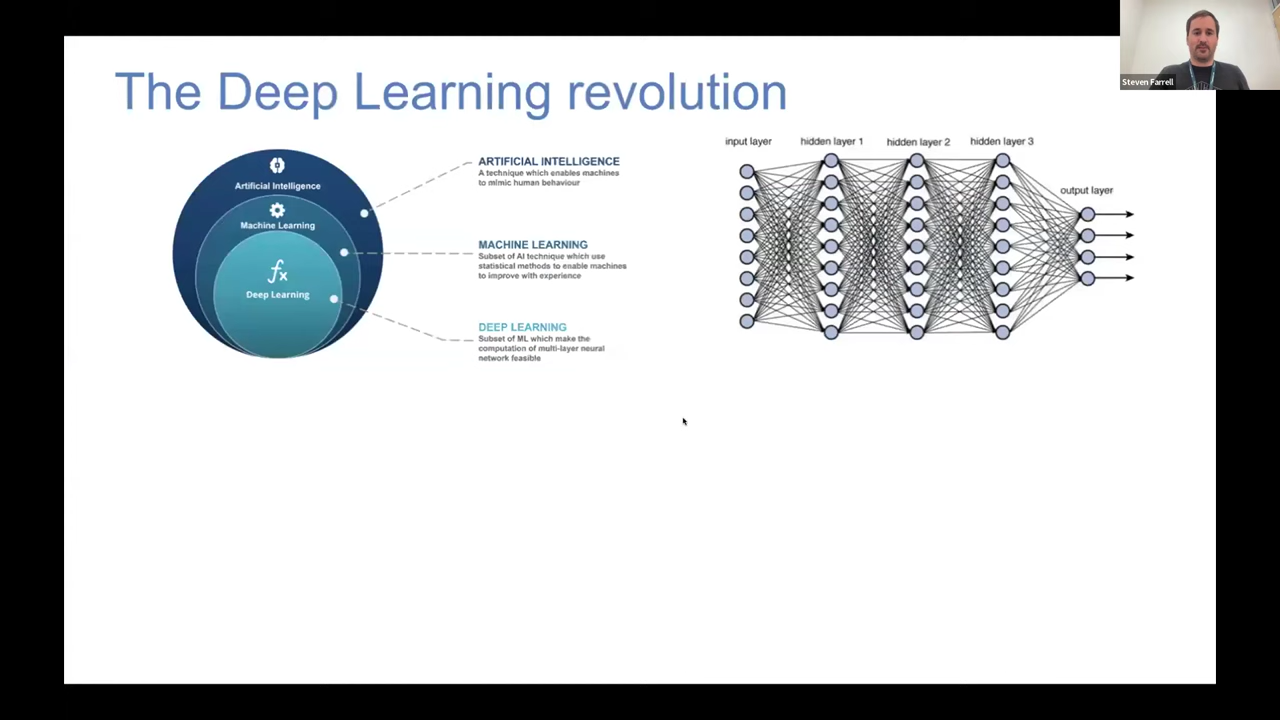 Steven Farrell
The Deep Learning revolution
Artificial Intelligence
Machine Learning
fx
Deep Learning
ARTIFICIAL INTELLIGENCE
A technique which enables machines
to mimic human behaviour
MACHINE LEARNING
Subset of AI technique which use
statistical methods to enable machines
to improve with experience
DEEP LEARNING
Subset of ML which make the
computation of multi-layer neural
network feasible
input layer
hidden layer 1
hidden layer 2
hidden layer 3
output layer